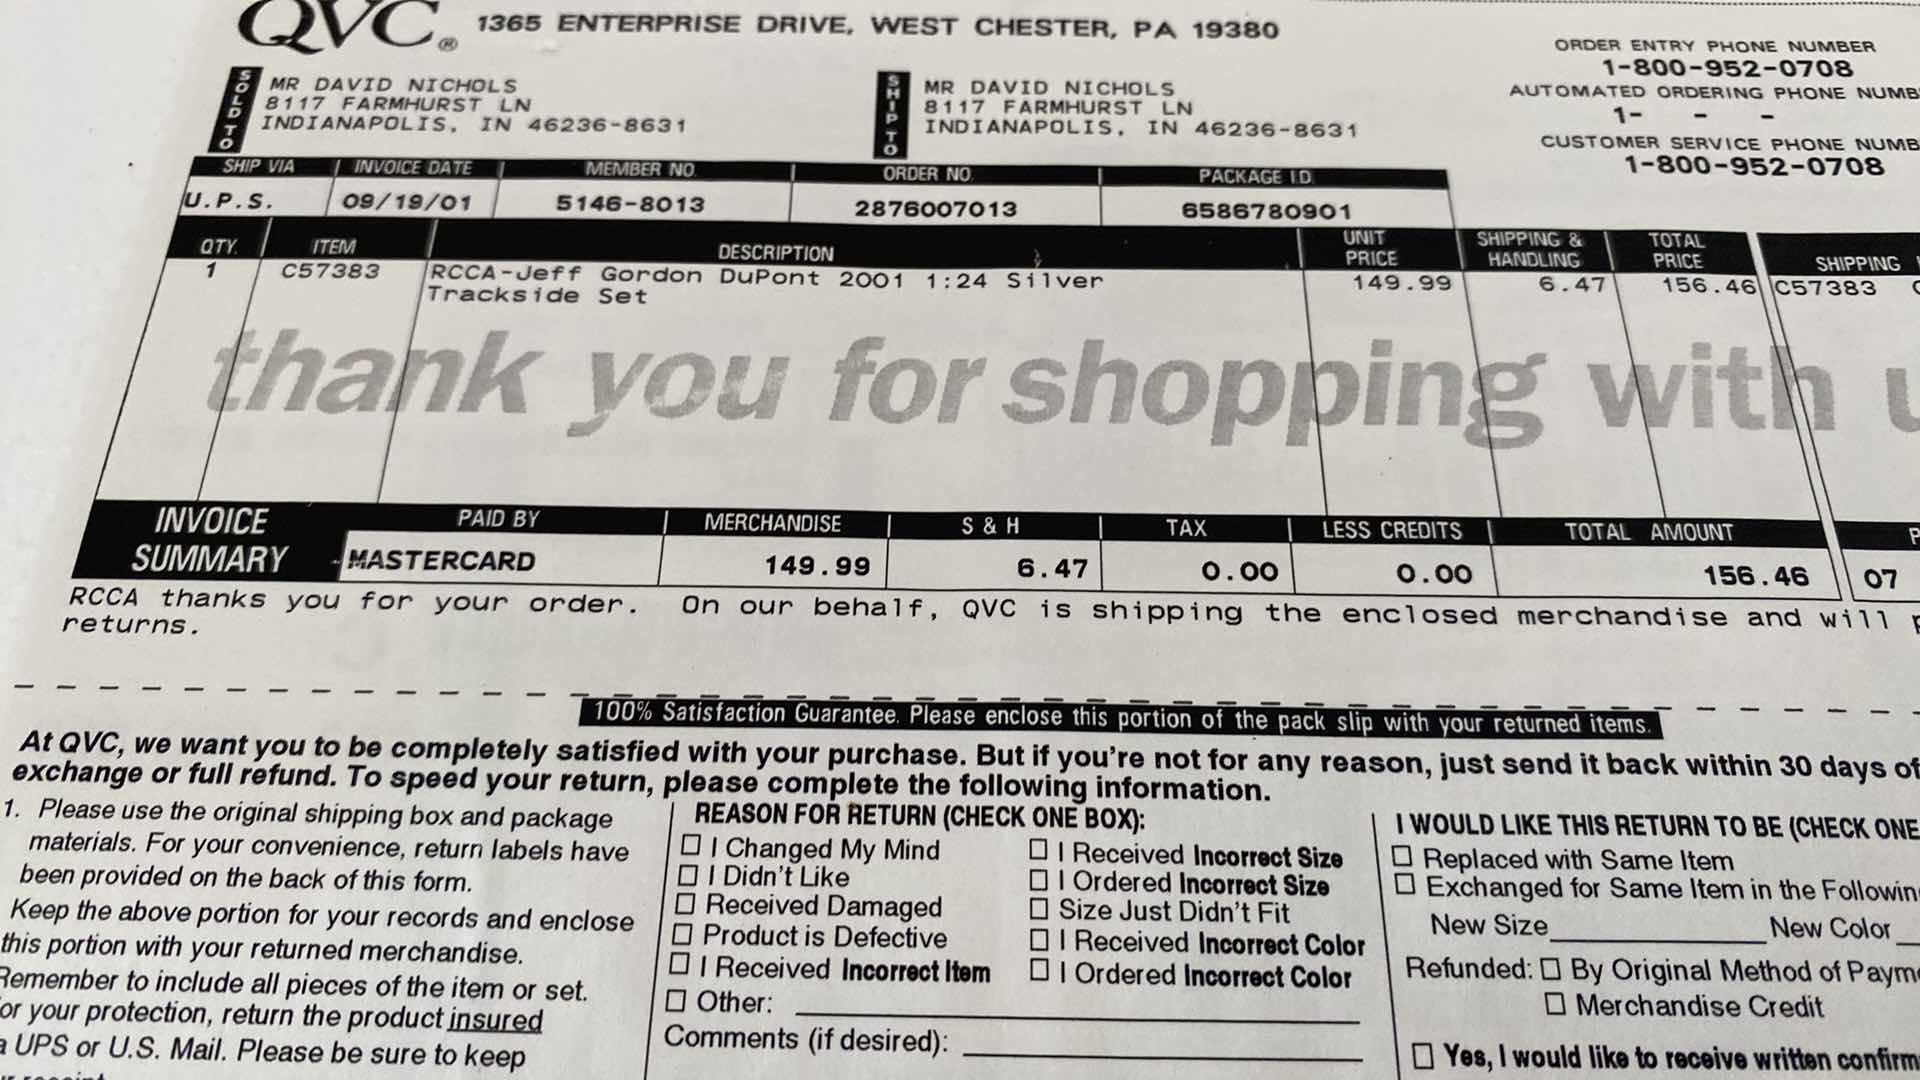 QVC® 1365 ENTERPRISE DRIVE, WEST CHESTER, PA 19380
ORDER ENTRY PHONE NUMBER
1-800-952-0708
AUTOMATED ORDERING PHONE NUMB
1- - -
CUSTOMER SERVICE PHONE NUMB
1-800-952-0708
SOLD TO
MR DAVID NICHOLS
8117 FARMHURST LN
INDIANAPOLIS, IN 46236-8631
SHIP TO
MR DAVID NICHOLS
8117 FARMHURST LN
INDIANAPOLIS, IN 46236-8631
SHIP VIA INVOICE DATE MEMBER NO. ORDER NO. PACKAGE I.D.
U.P.S. 09/19/01 5146-8013 2876007013 6586780901
QTY. ITEM DESCRIPTION UNIT PRICE SHIPPING & HANDLING TOTAL PRICE SHIPPING
1 C57383 RCCA-Jeff Gordon DuPont 2001 1:24 Silver 149.99 6.47 156.46 C57383
Trackside Set
thank you for shopping with u
INVOICE SUMMARY
PAID BY MERCHANDISE S & H TAX LESS CREDITS TOTAL AMOUNT
MASTERCARD 149.99 6.47 0.00 0.00 156.46 07
RCCA thanks you for your order. On our behalf, QVC is shipping the enclosed merchandise and will
returns.
100% Satisfaction Guarantee. Please enclose this portion of the pack slip with your returned items.
At QVC, we want you to be completely satisfied with your purchase. But if you're not for any reason, just send it back within 30 days of
exchange or full refund. To speed your return, please complete the following information.
1. Please use the original shipping box and package
materials. For your convenience, return labels have
been provided on the back of this form.
Keep the above portion for your records and enclose
this portion with your returned merchandise.
Remember to include all pieces of the item or set.
or your protection, return the product insured
a UPS or U.S. Mail. Please be sure to keep
REASON FOR RETURN (CHECK ONE BOX):
I Changed My Mind
I Didn't Like
Received Damaged
Product is Defective
I Received Incorrect Item
Other:
Comments (if desired):
I Received Incorrect Size
I Ordered Incorrect Size
Size Just Didn't Fit
I Received Incorrect Color
I Ordered Incorrect Color
I WOULD LIKE THIS RETURN TO BE (CHECK ONE
Replaced with Same Item
Exchanged for Same Item in the Followin
New Size New Color
Refunded: By Original Method of Payme
Merchandise Credit
Yes, I would like to receive written confirm